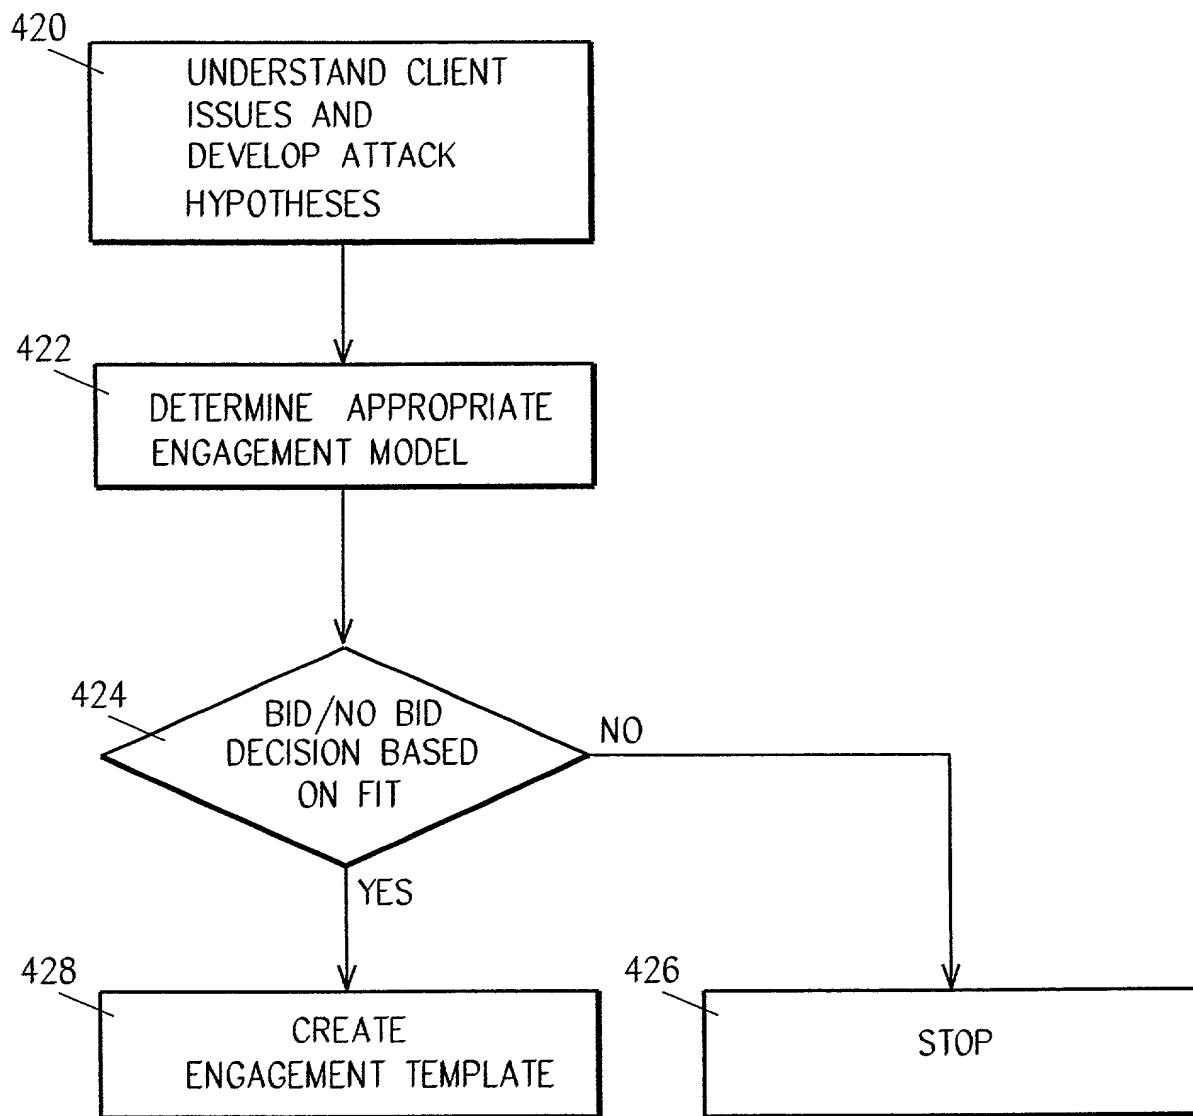 420
UNDERSTAND CLIENT
ISSUES AND
DEVELOP ATTACK
HYPOTHESES
422
DETERMINE APPROPRIATE
ENGAGEMENT MODEL
424
BID/NO BID
DECISION BASED
ON FIT
NO
YES
428
CREATE
ENGAGEMENT TEMPLATE
426
STOP